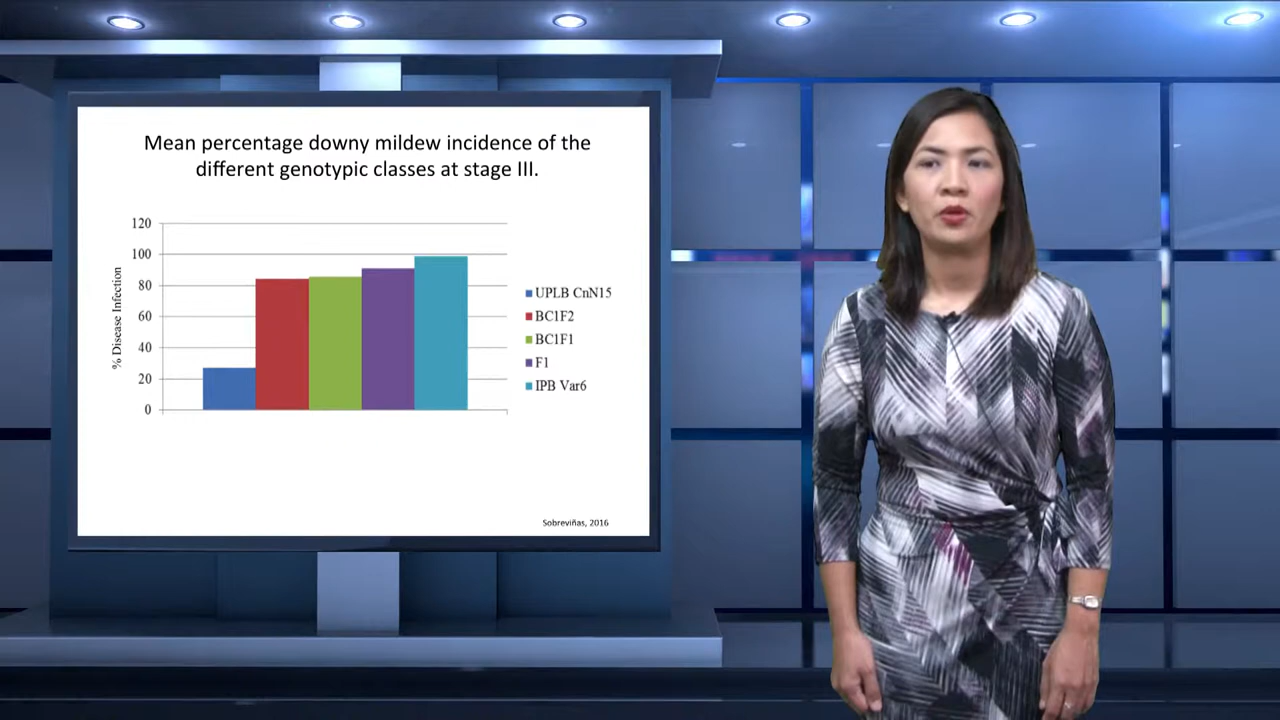 Mean percentage downy mildew incidence of the
different genotypic classes at stage III.
120
100
80
60
40
20
0
% Disease Infection
UPLB CnN15
BC1F2
BC1F1
F1
IPB Var6
Sobreviñas, 2016